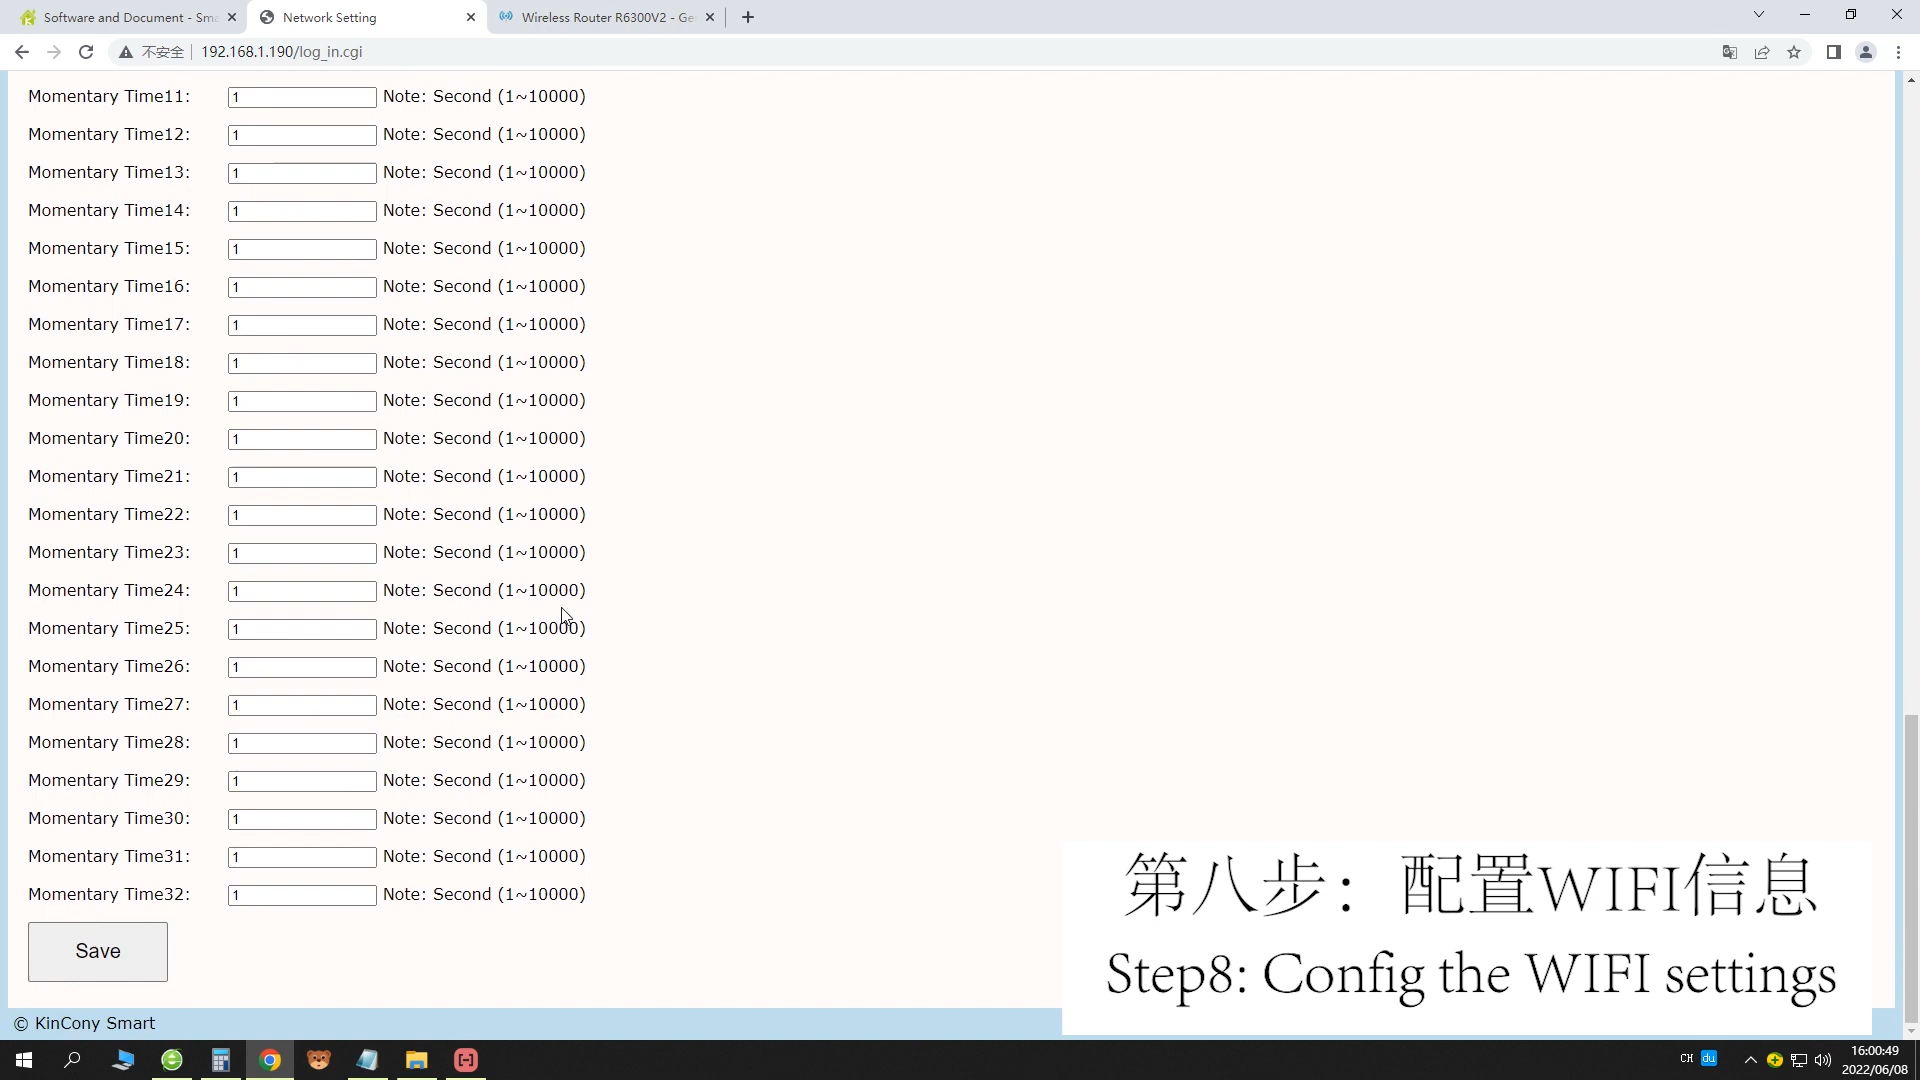 Software and Document - Sma
Network Setting
Wireless Router R6300V2 - Ge
不安全
192.168.1.190/log_in.cgi
Momentary Time11: 1 Note: Second (1~10000)
Momentary Time12: 1 Note: Second (1~10000)
Momentary Time13: 1 Note: Second (1~10000)
Momentary Time14: 1 Note: Second (1~10000)
Momentary Time15: 1 Note: Second (1~10000)
Momentary Time16: 1 Note: Second (1~10000)
Momentary Time17: 1 Note: Second (1~10000)
Momentary Time18: 1 Note: Second (1~10000)
Momentary Time19: 1 Note: Second (1~10000)
Momentary Time20: 1 Note: Second (1~10000)
Momentary Time21: 1 Note: Second (1~10000)
Momentary Time22: 1 Note: Second (1~10000)
Momentary Time23: 1 Note: Second (1~10000)
Momentary Time24: 1 Note: Second (1~10000)
Momentary Time25: 1 Note: Second (1~10000)
Momentary Time26: 1 Note: Second (1~10000)
Momentary Time27: 1 Note: Second (1~10000)
Momentary Time28: 1 Note: Second (1~10000)
Momentary Time29: 1 Note: Second (1~10000)
Momentary Time30: 1 Note: Second (1~10000)
Momentary Time31: 1 Note: Second (1~10000)
Momentary Time32: 1 Note: Second (1~10000)
Save
第八步：配置WIFI信息
Step8: Config the WIFI settings
© KinCony Smart
CH du
16:00:49
2022/06/08